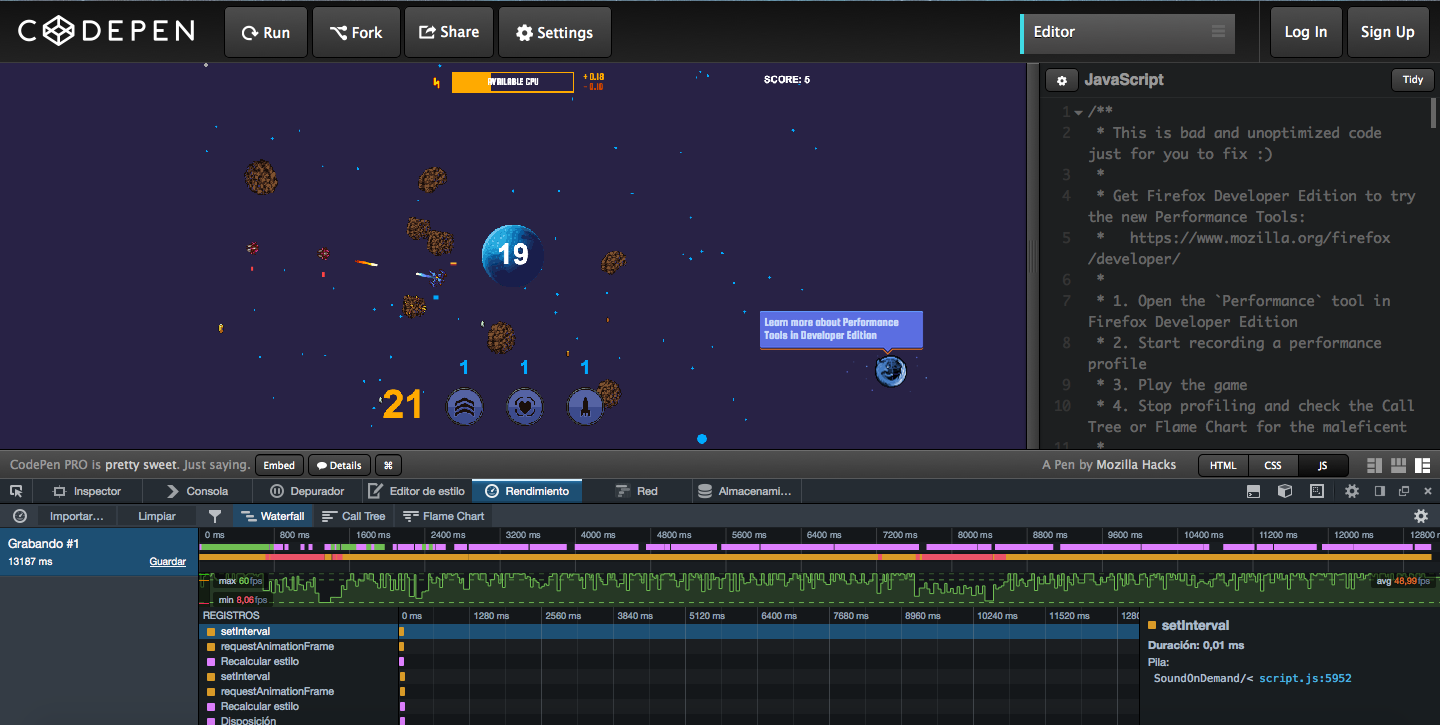 CODEPEN
Run
Fork
Share
Settings
Editor
Log In
Sign Up
AVAILABLE CPU
+ 0.18
- 0.10
SCORE: 5
19
Learn more about Performance
Tools in Developer Edition
1
1
1
21
JavaScript
Tidy
1 /**
2 * This is bad and unoptimized code
just for you to fix :)
3 *
4 * Get Firefox Developer Edition to try
the new Performance Tools:
5 * https://www.mozilla.org/firefox
/developer/
6 *
7 * 1. Open the `Performance` tool in
Firefox Developer Edition
8 * 2. Start recording a performance
profile
9 * 3. Play the game
10 * 4. Stop profiling and check the Call
Tree or Flame Chart for the maleficent
11 *
CodePen PRO is pretty sweet. Just saying.
Embed
Details
⌘
A Pen by Mozilla Hacks
HTML
CSS
JS
Inspector
Consola
Depurador
Editor de estilo
Rendimiento
Red
Almacenami…
Importar…
Limpiar
Waterfall
Call Tree
Flame Chart
Grabando #1
13187 ms
Guardar
0 ms
800 ms
1600 ms
2400 ms
3200 ms
4000 ms
4800 ms
5600 ms
6400 ms
7200 ms
8000 ms
8800 ms
9600 ms
10400 ms
11200 ms
12000 ms
12800 m
max 60fps
min 8,06fps
avg 48,99fps
REGISTROS
0 ms
1280 ms
2560 ms
3840 ms
5120 ms
6400 ms
7680 ms
8960 ms
10240 ms
11520 ms
1280
setInterval
requestAnimationFrame
Recalcular estilo
setInterval
requestAnimationFrame
Recalcular estilo
Disposición
setInterval
Duración: 0,01 ms
Pila:
SoundOnDemand/< script.js:5952